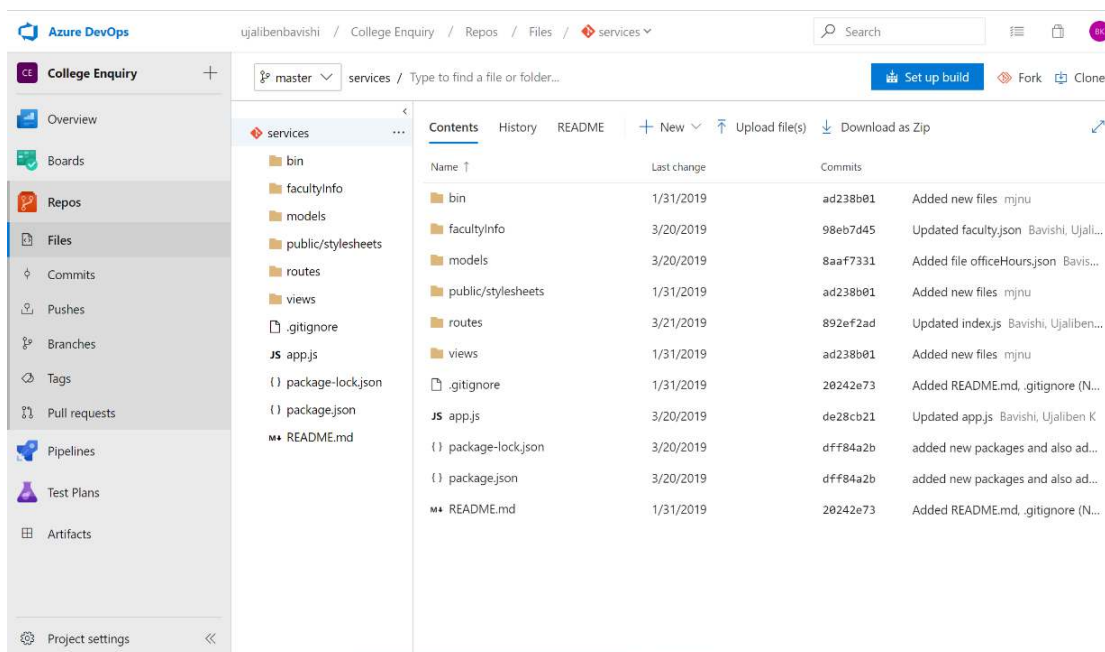 Azure DevOps
ujalibenbavishi / College Enquiry / Repos / Files / services
Search
BK
CE College Enquiry
master services / Type to find a file or folder...
Set up build Fork Clone
Overview
Boards
Repos
Files
Commits
Pushes
Branches
Tags
Pull requests
Pipelines
Test Plans
Artifacts
Project settings
services ...
bin
facultyInfo
models
public/stylesheets
routes
views
.gitignore
JS app.js
{} package-lock.json
{} package.json
M↓ README.md
Contents History README + New Upload file(s) Download as Zip
Name ↑ Last change Commits
bin 1/31/2019 ad238b01 Added new files mjnu
facultyInfo 3/20/2019 98eb7d45 Updated faculty.json Bavishi, Ujali...
models 3/20/2019 8aaf7331 Added file officeHours.json Bavis...
public/stylesheets 1/31/2019 ad238b01 Added new files mjnu
routes 3/21/2019 892ef2ad Updated index.js Bavishi, Ujaliben...
views 1/31/2019 ad238b01 Added new files mjnu
.gitignore 1/31/2019 20242e73 Added README.md, .gitignore (N...
JS app.js 3/20/2019 de28cb21 Updated app.js Bavishi, Ujaliben K
{} package-lock.json 3/20/2019 dff84a2b added new packages and also ad...
{} package.json 3/20/2019 dff84a2b added new packages and also ad...
M↓ README.md 1/31/2019 20242e73 Added README.md, .gitignore (N...